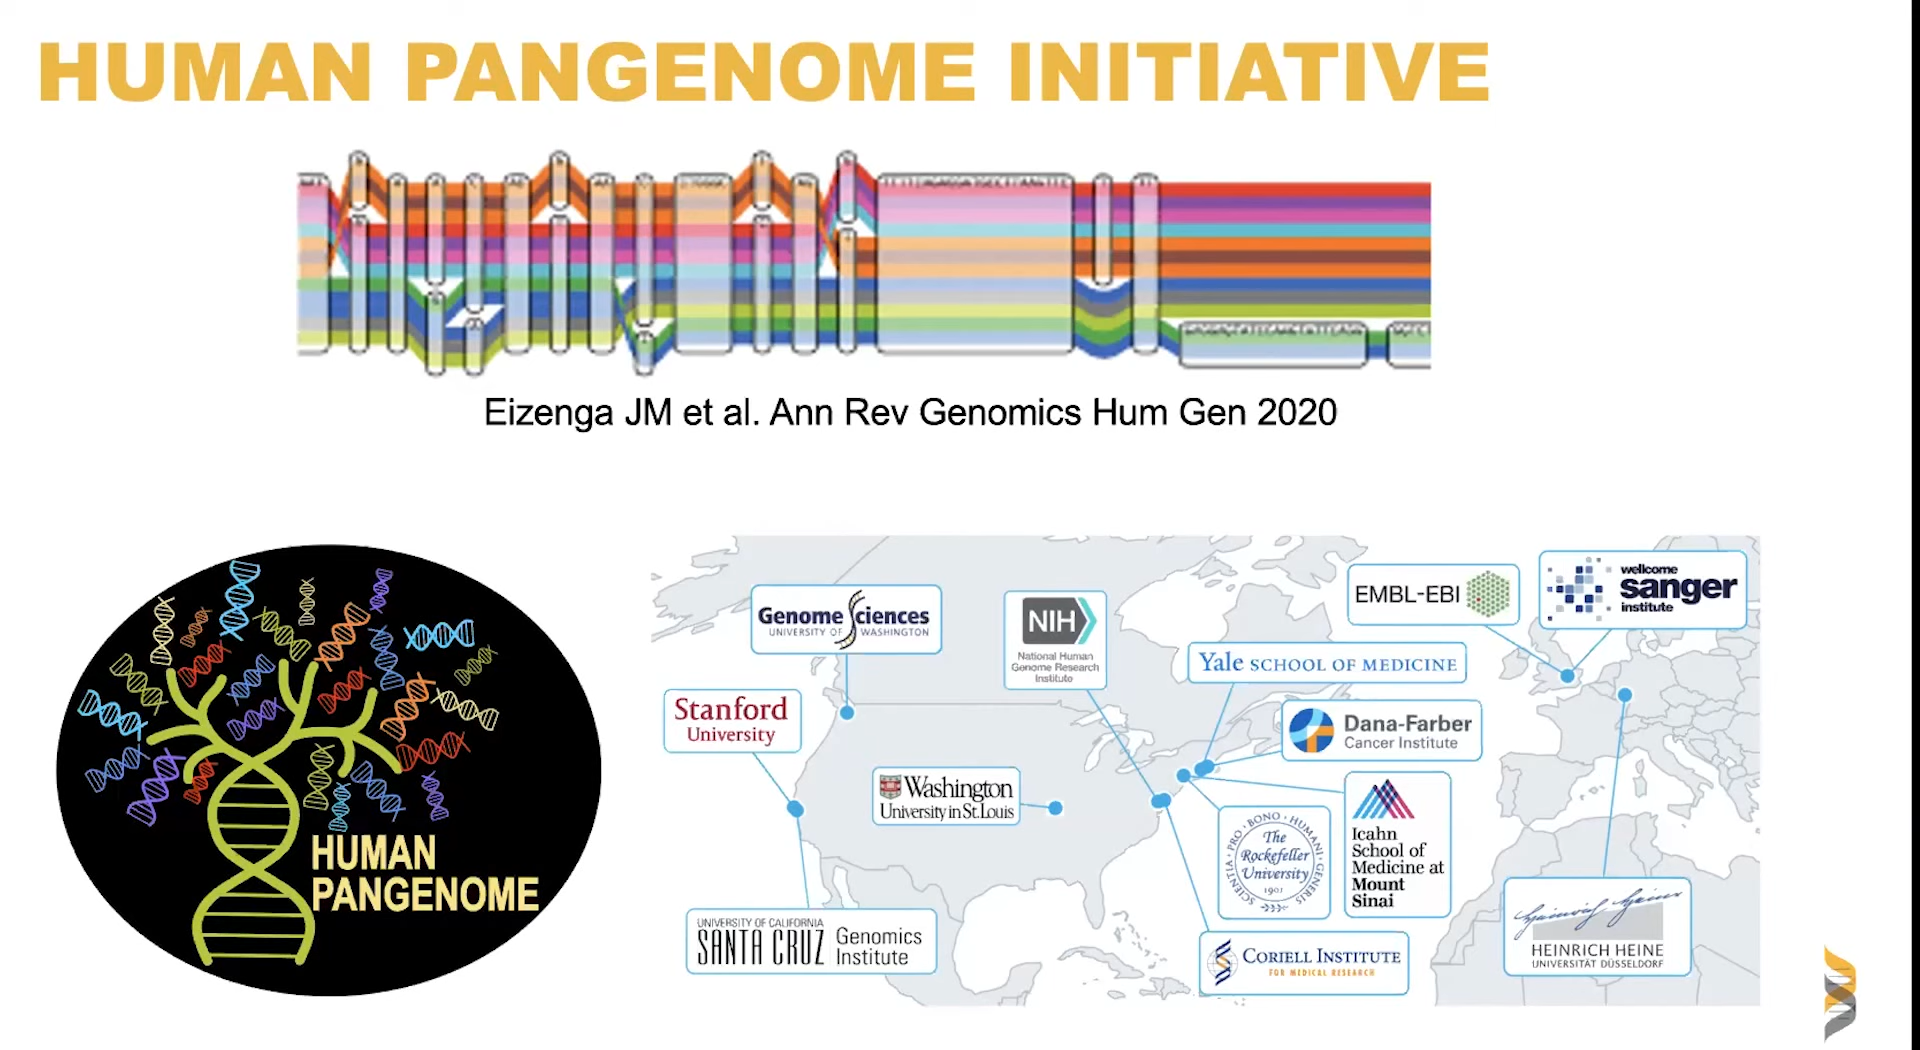 HUMAN PANGENOME INITIATIVE
Eizenga JM et al. Ann Rev Genomics Hum Gen 2020
HUMAN
PANGENOME
Genome Sciences
UNIVERSITY OF WASHINGTON
NIH
National Human
Genome Research
Institute
EMBL-EBI
wellcome
sanger
institute
Yale SCHOOL OF MEDICINE
Stanford
University
Dana-Farber
Cancer Institute
Washington
University in St. Louis
PRO · BONO · HUMANI · GENERIS
SCIENTIA
The
Rockefeller
University
1901
Icahn
School of
Medicine at
Mount
Sinai
UNIVERSITY OF CALIFORNIA
SANTA CRUZ
Genomics
Institute
CORIELL INSTITUTE
FOR MEDICAL RESEARCH
Heinrich Heine
HEINRICH HEINE
UNIVERSITÄT DÜSSELDORF